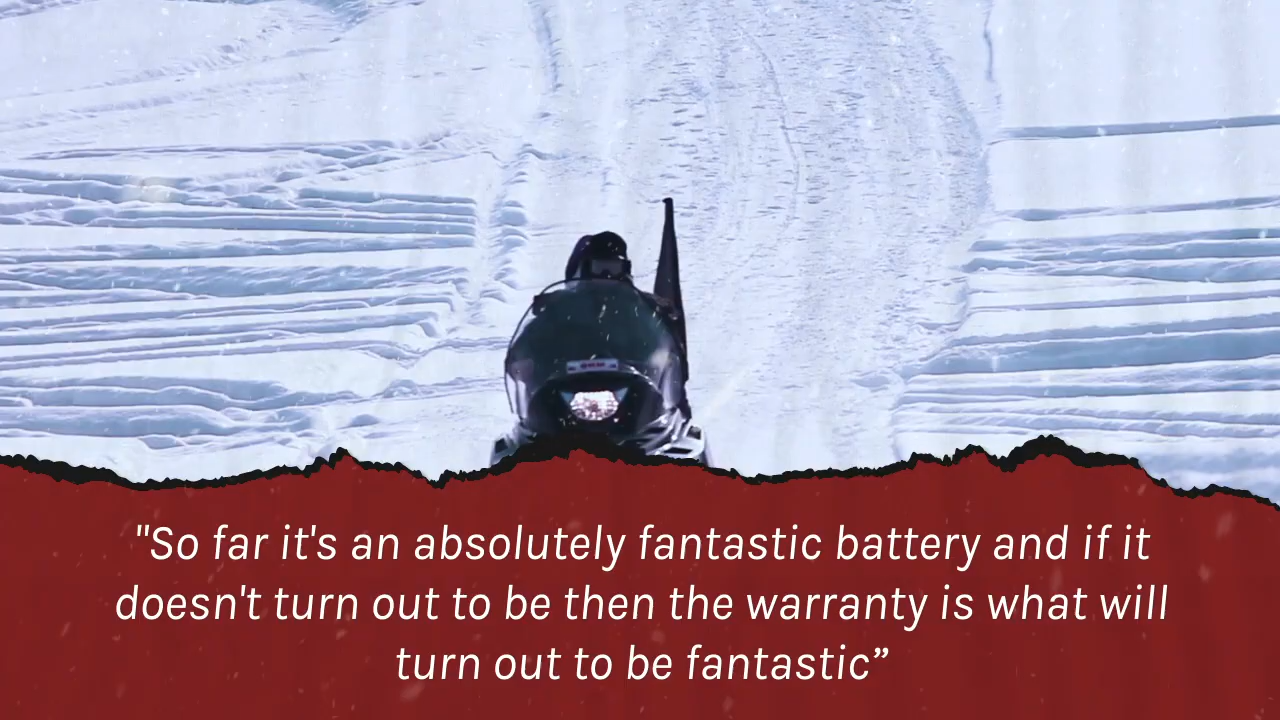 "So far it's an absolutely fantastic battery and if it
doesn't turn out to be then the warranty is what will
turn out to be fantastic”